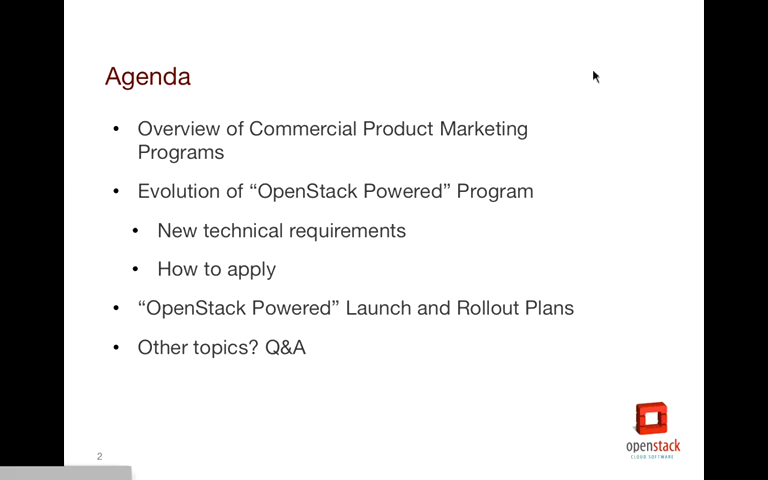 Agenda
• Overview of Commercial Product Marketing
Programs
• Evolution of “OpenStack Powered” Program
• New technical requirements
• How to apply
• “OpenStack Powered” Launch and Rollout Plans
• Other topics? Q&A
openstack
CLOUD SOFTWARE
2